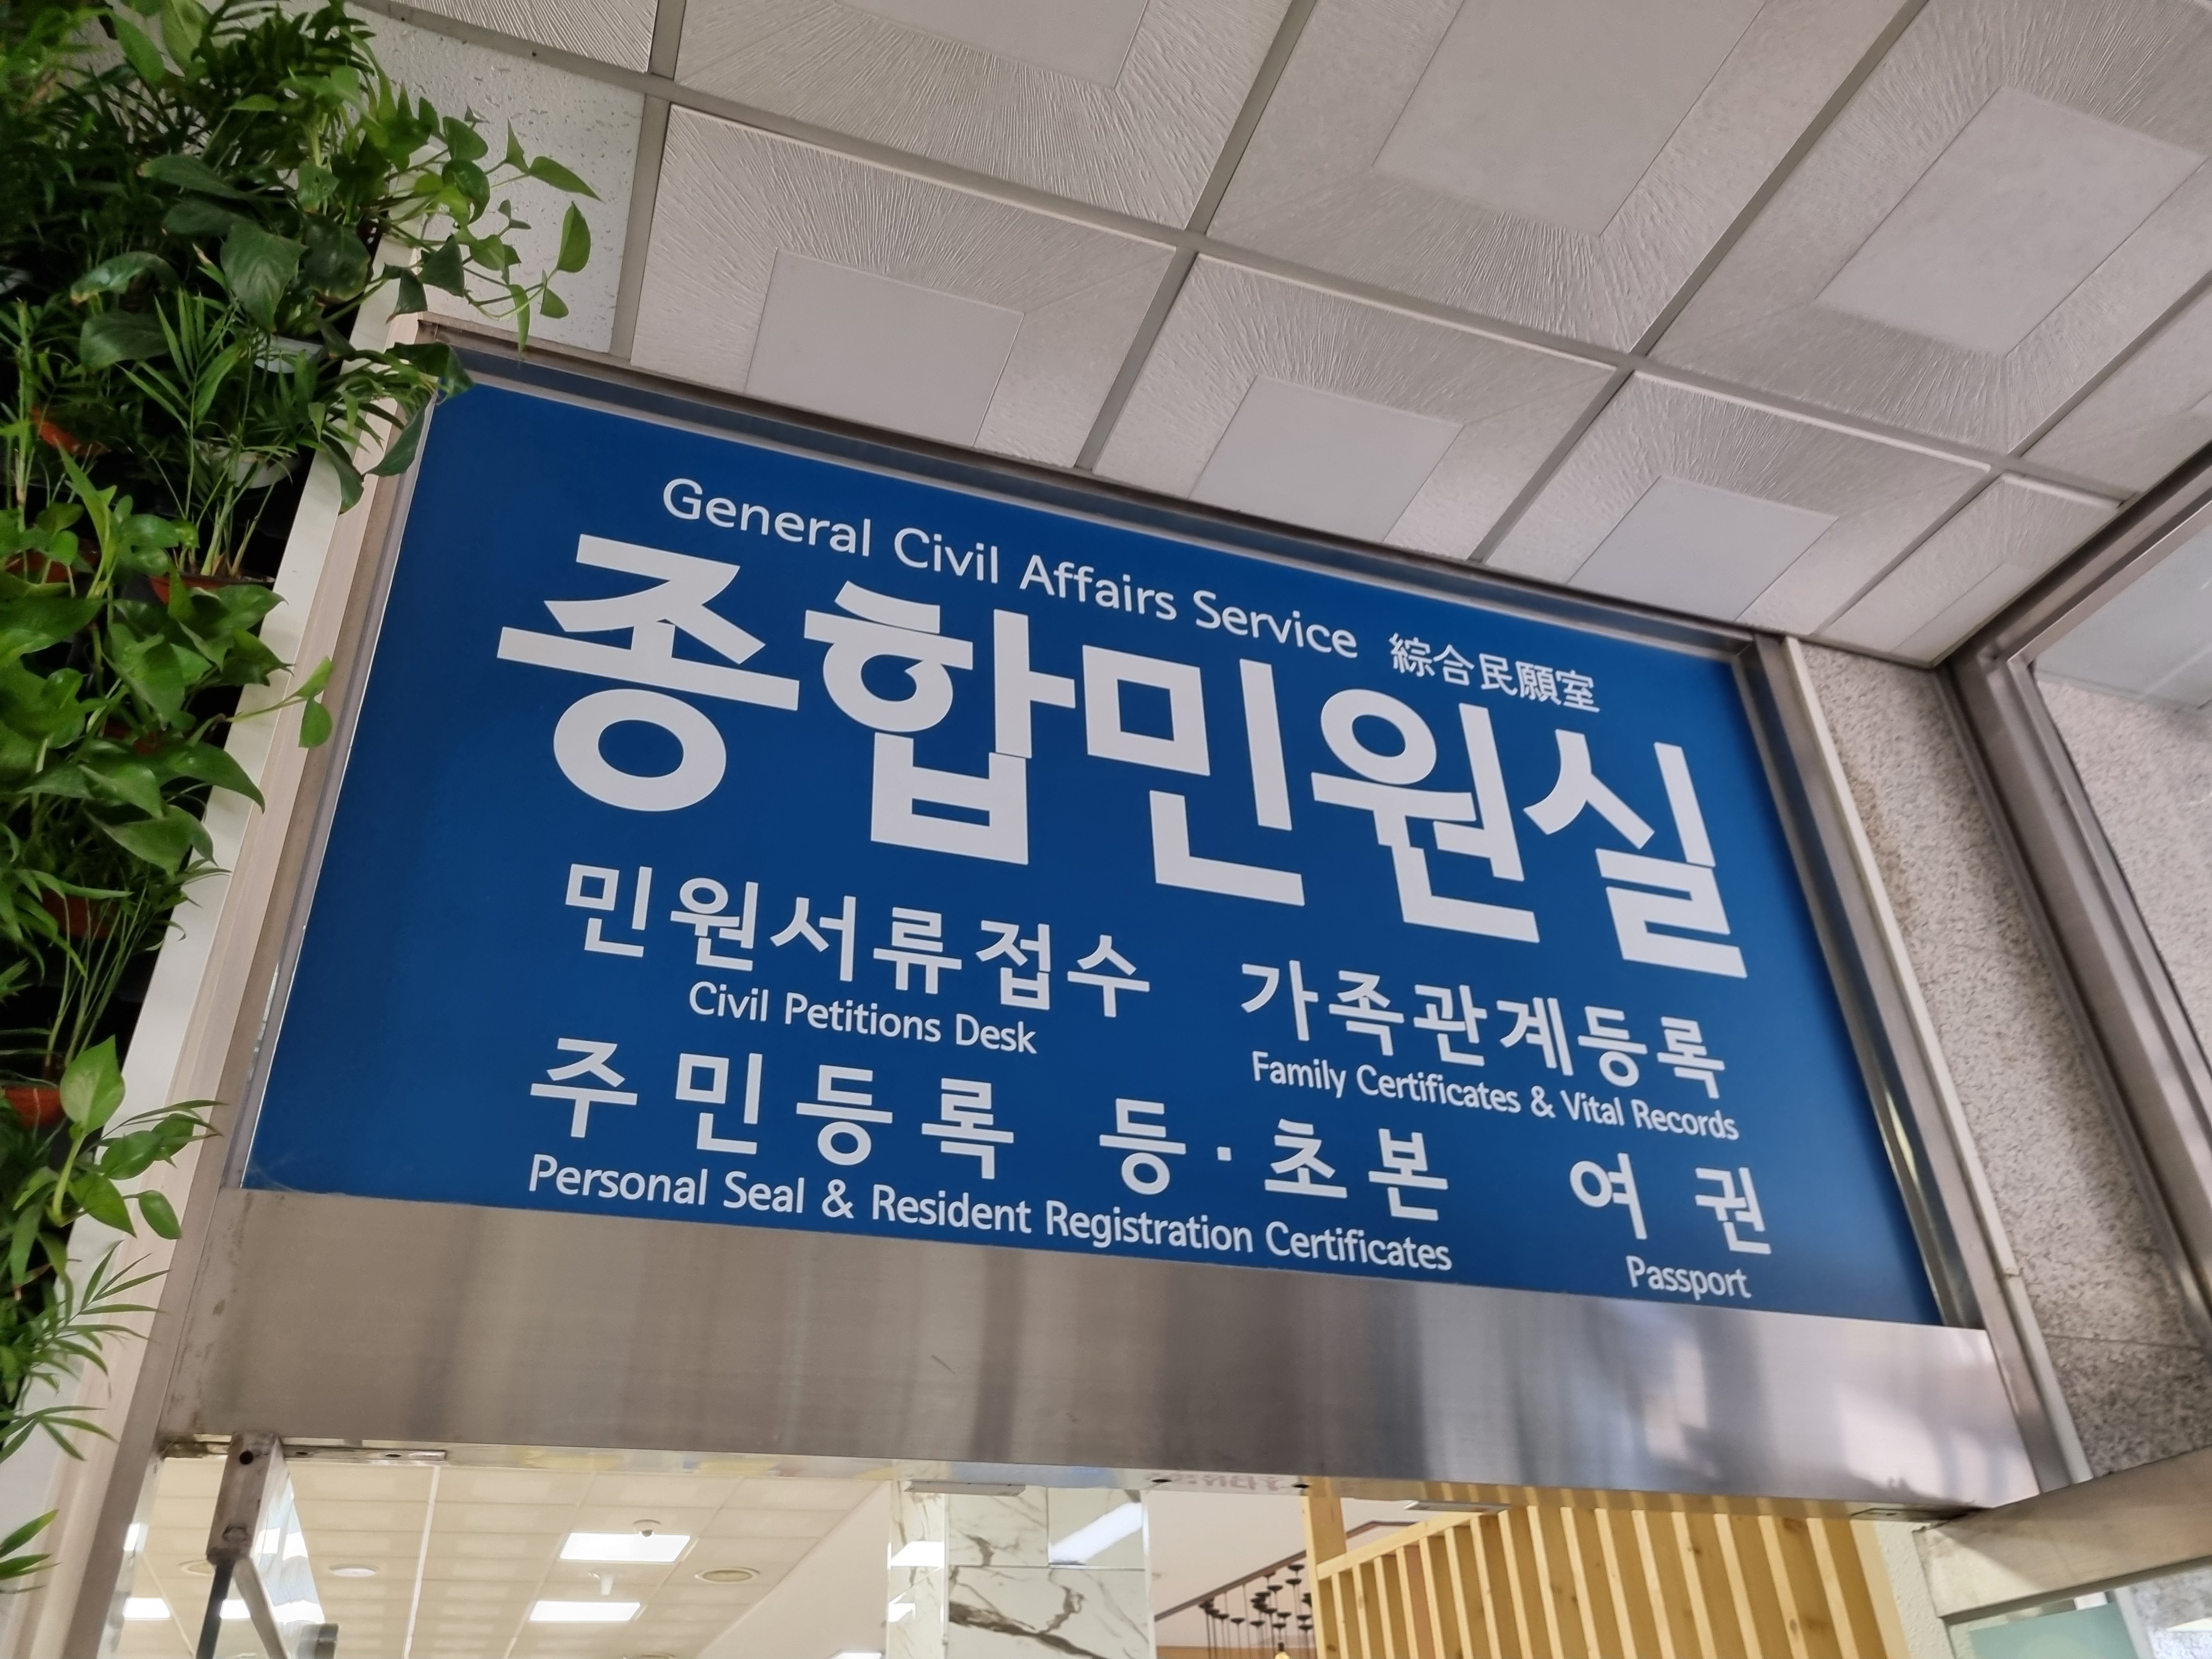 General Civil Affairs Service 綜合民願室
종합민원실
민원서류접수 가족관계등록
Civil Petitions Desk Family Certificates & Vital Records
주민등록 등·초본 여권
Personal Seal & Resident Registration Certificates Passport